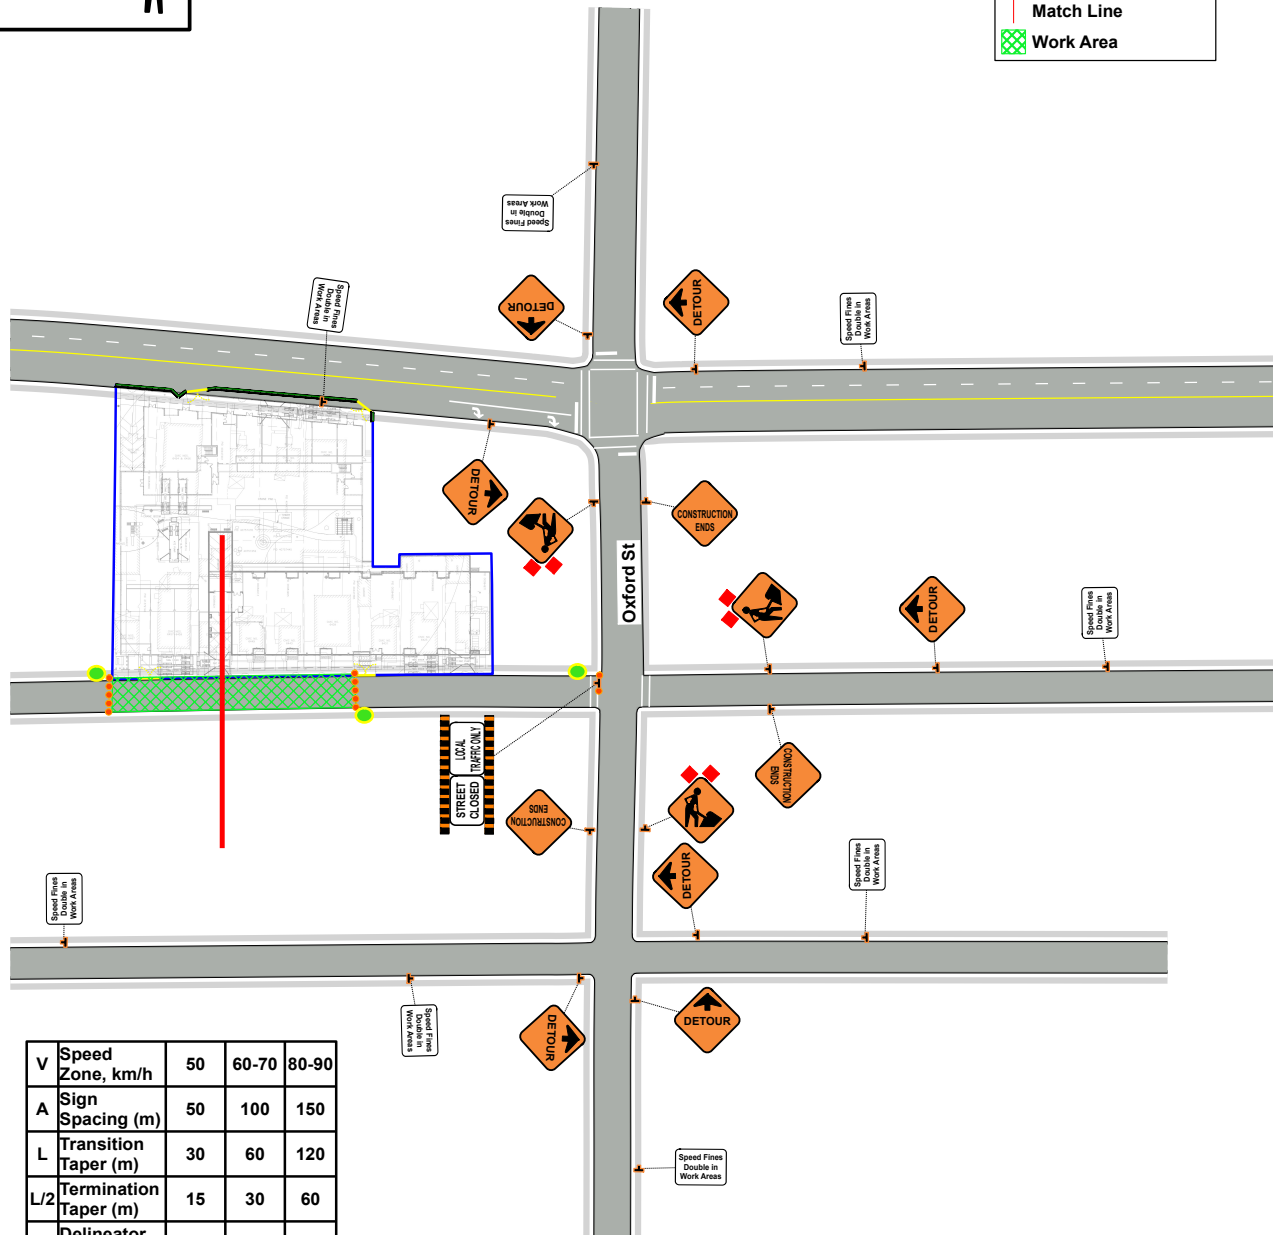 Match Line
Work Area
Speed Fines
Double in
Work Areas
DETOUR
DETOUR
Speed Fines
Double in
Work Areas
Speed Fines
Double in
Work Areas
DETOUR
CONSTRUCTION
ENDS
Oxford St
DETOUR
Speed Fines
Double in
Work Areas
STREET
CLOSED
LOCAL
TRAFFIC ONLY
CONSTRUCTION
ENDS
CONSTRUCTION
ENDS
DETOUR
Speed Fines
Double in
Work Areas
Speed Fines
Double in
Work Areas
Speed Fines
Double in
Work Areas
DETOUR
DETOUR
Speed Fines
Double in
Work Areas
V Speed Zone, km/h 50 60-70 80-90
A Sign Spacing (m) 50 100 150
L Transition Taper (m) 30 60 120
L/2 Termination Taper (m) 15 30 60
Delineator